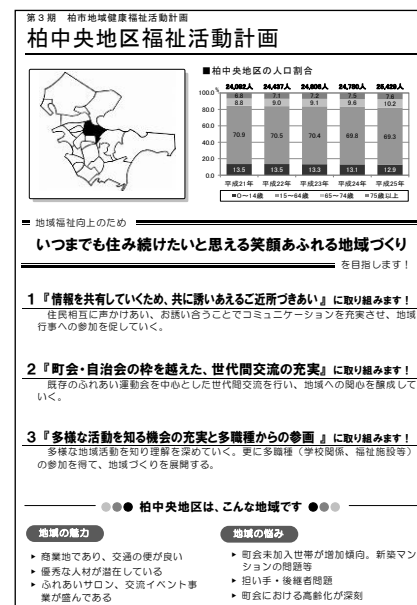 第3期 柏市地域健康福祉活動計画
柏中央地区福祉活動計画
■柏中央地区の人口割合
24,092人 24,437人 24,606人 24,780人 25,429人
100.0%
80.0
60.0
40.0
20.0
0.0
6.8 7.1 7.2 7.5 7.6
8.8 9.0 9.1 9.6 10.2
70.9 70.5 70.4 69.8 69.3
13.5 13.5 13.3 13.1 12.9
平成21年 平成22年 平成23年 平成24年 平成25年
■0～14歳 ■15～64歳 ■65～74歳 ■75歳以上
地域福祉向上のため
いつまでも住み続けたいと思える笑顔あふれる地域づくり
を目指します！
1『情報を共有していくため、共に誘いあえるご近所づきあい』に取り組みます！
住民相互に声かけあい、お誘い合うことでコミュニケーションを充実させ、地域
行事への参加を促していく。
2『町会・自治会の枠を越えた、世代間交流の充実』に取り組みます！
既存のふれあい運動会を中心とした世代間交流を行い、地域への関心を醸成して
いく。
3『多様な活動を知る機会の充実と多職種からの参画 』に取り組みます！
多様な地域活動を知り理解を深めていく。更に多職種（学校関係、福祉施設等）
の参加を得て、地域づくりを展開する。
●●● 柏中央地区は、こんな地域です ●●●
地域の魅力
▶ 商業地であり、交通の便が良い
▶ 優秀な人材が潜在している
▶ ふれあいサロン、交流イベント事
業が盛んである
地域の悩み
▶ 町会未加入世帯が増加傾向。新築マン
ションの問題等
▶ 担い手・後継者問題
▶ 町会における高齢化が深刻